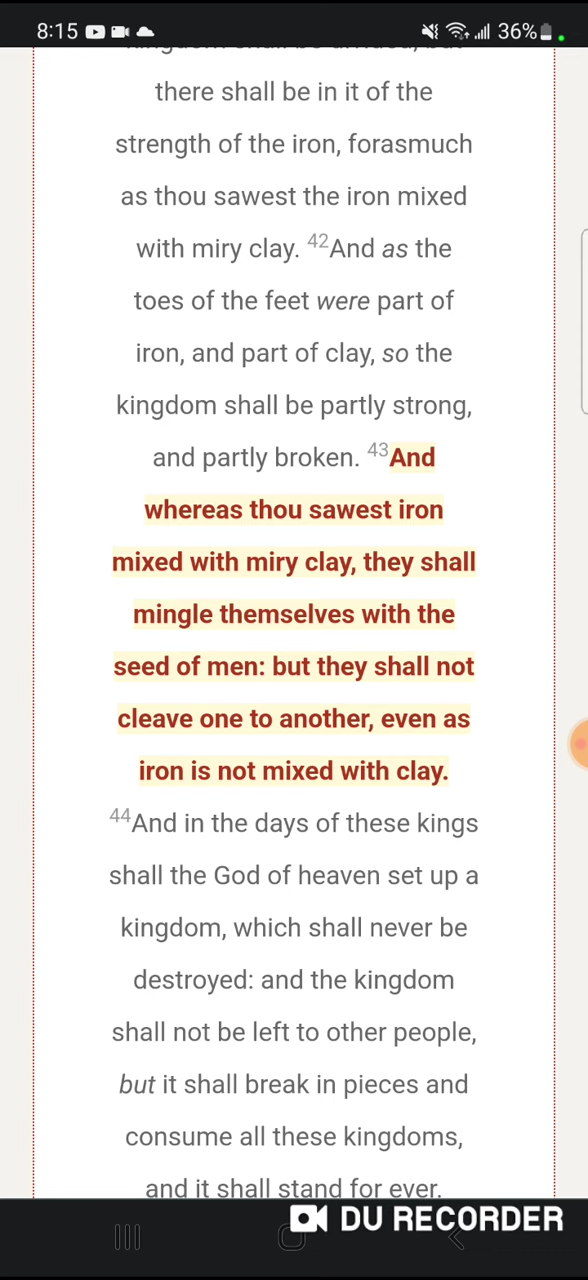 8:15 36%
kingdom shall be divided, but
there shall be in it of the
strength of the iron, forasmuch
as thou sawest the iron mixed
with miry clay. 42And as the
toes of the feet were part of
iron, and part of clay, so the
kingdom shall be partly strong,
and partly broken. 43And
whereas thou sawest iron
mixed with miry clay, they shall
mingle themselves with the
seed of men: but they shall not
cleave one to another, even as
iron is not mixed with clay.
44And in the days of these kings
shall the God of heaven set up a
kingdom, which shall never be
destroyed: and the kingdom
shall not be left to other people,
but it shall break in pieces and
consume all these kingdoms,
and it shall stand for ever.
DU RECORDER